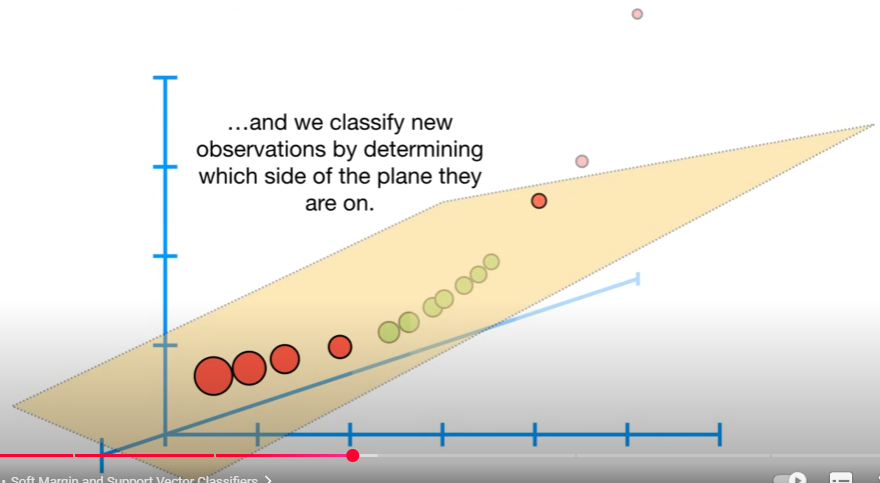 …and we classify new
observations by determining
which side of the plane they
are on.
• Soft Margin and Support Vector Classifiers >